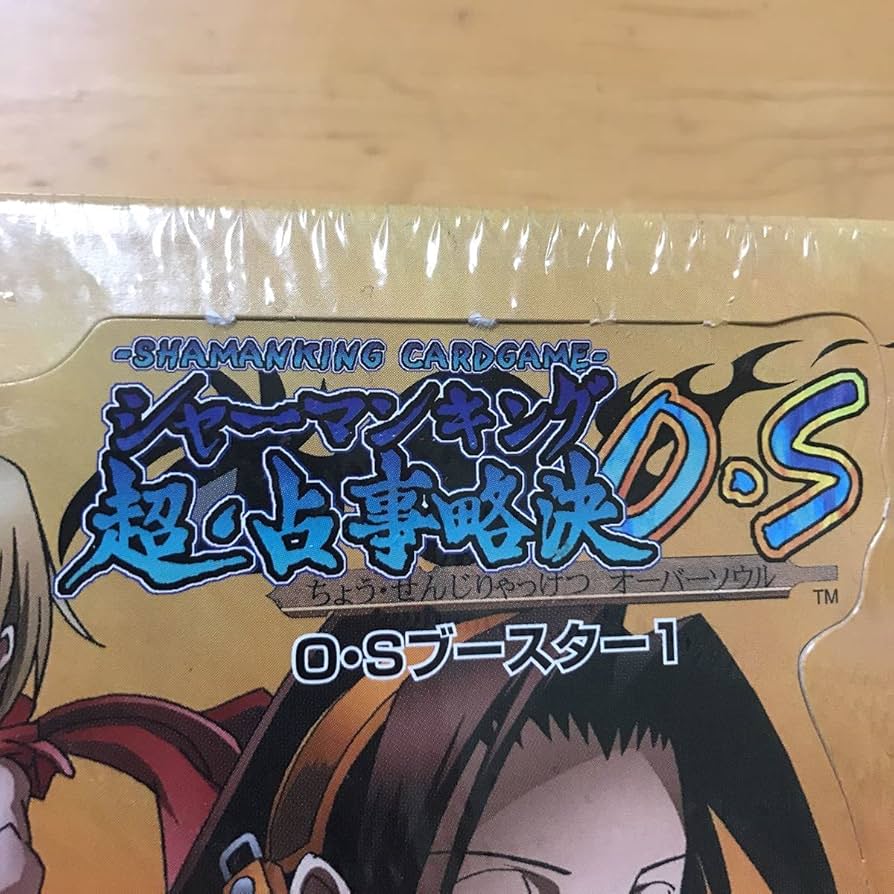 -SHAMANKING CARDGAME-
シャーマンキング
超・占事略決 O・S
ちょう・せんじりゃっけつ オーバーソウル
TM
O・Sブースター1